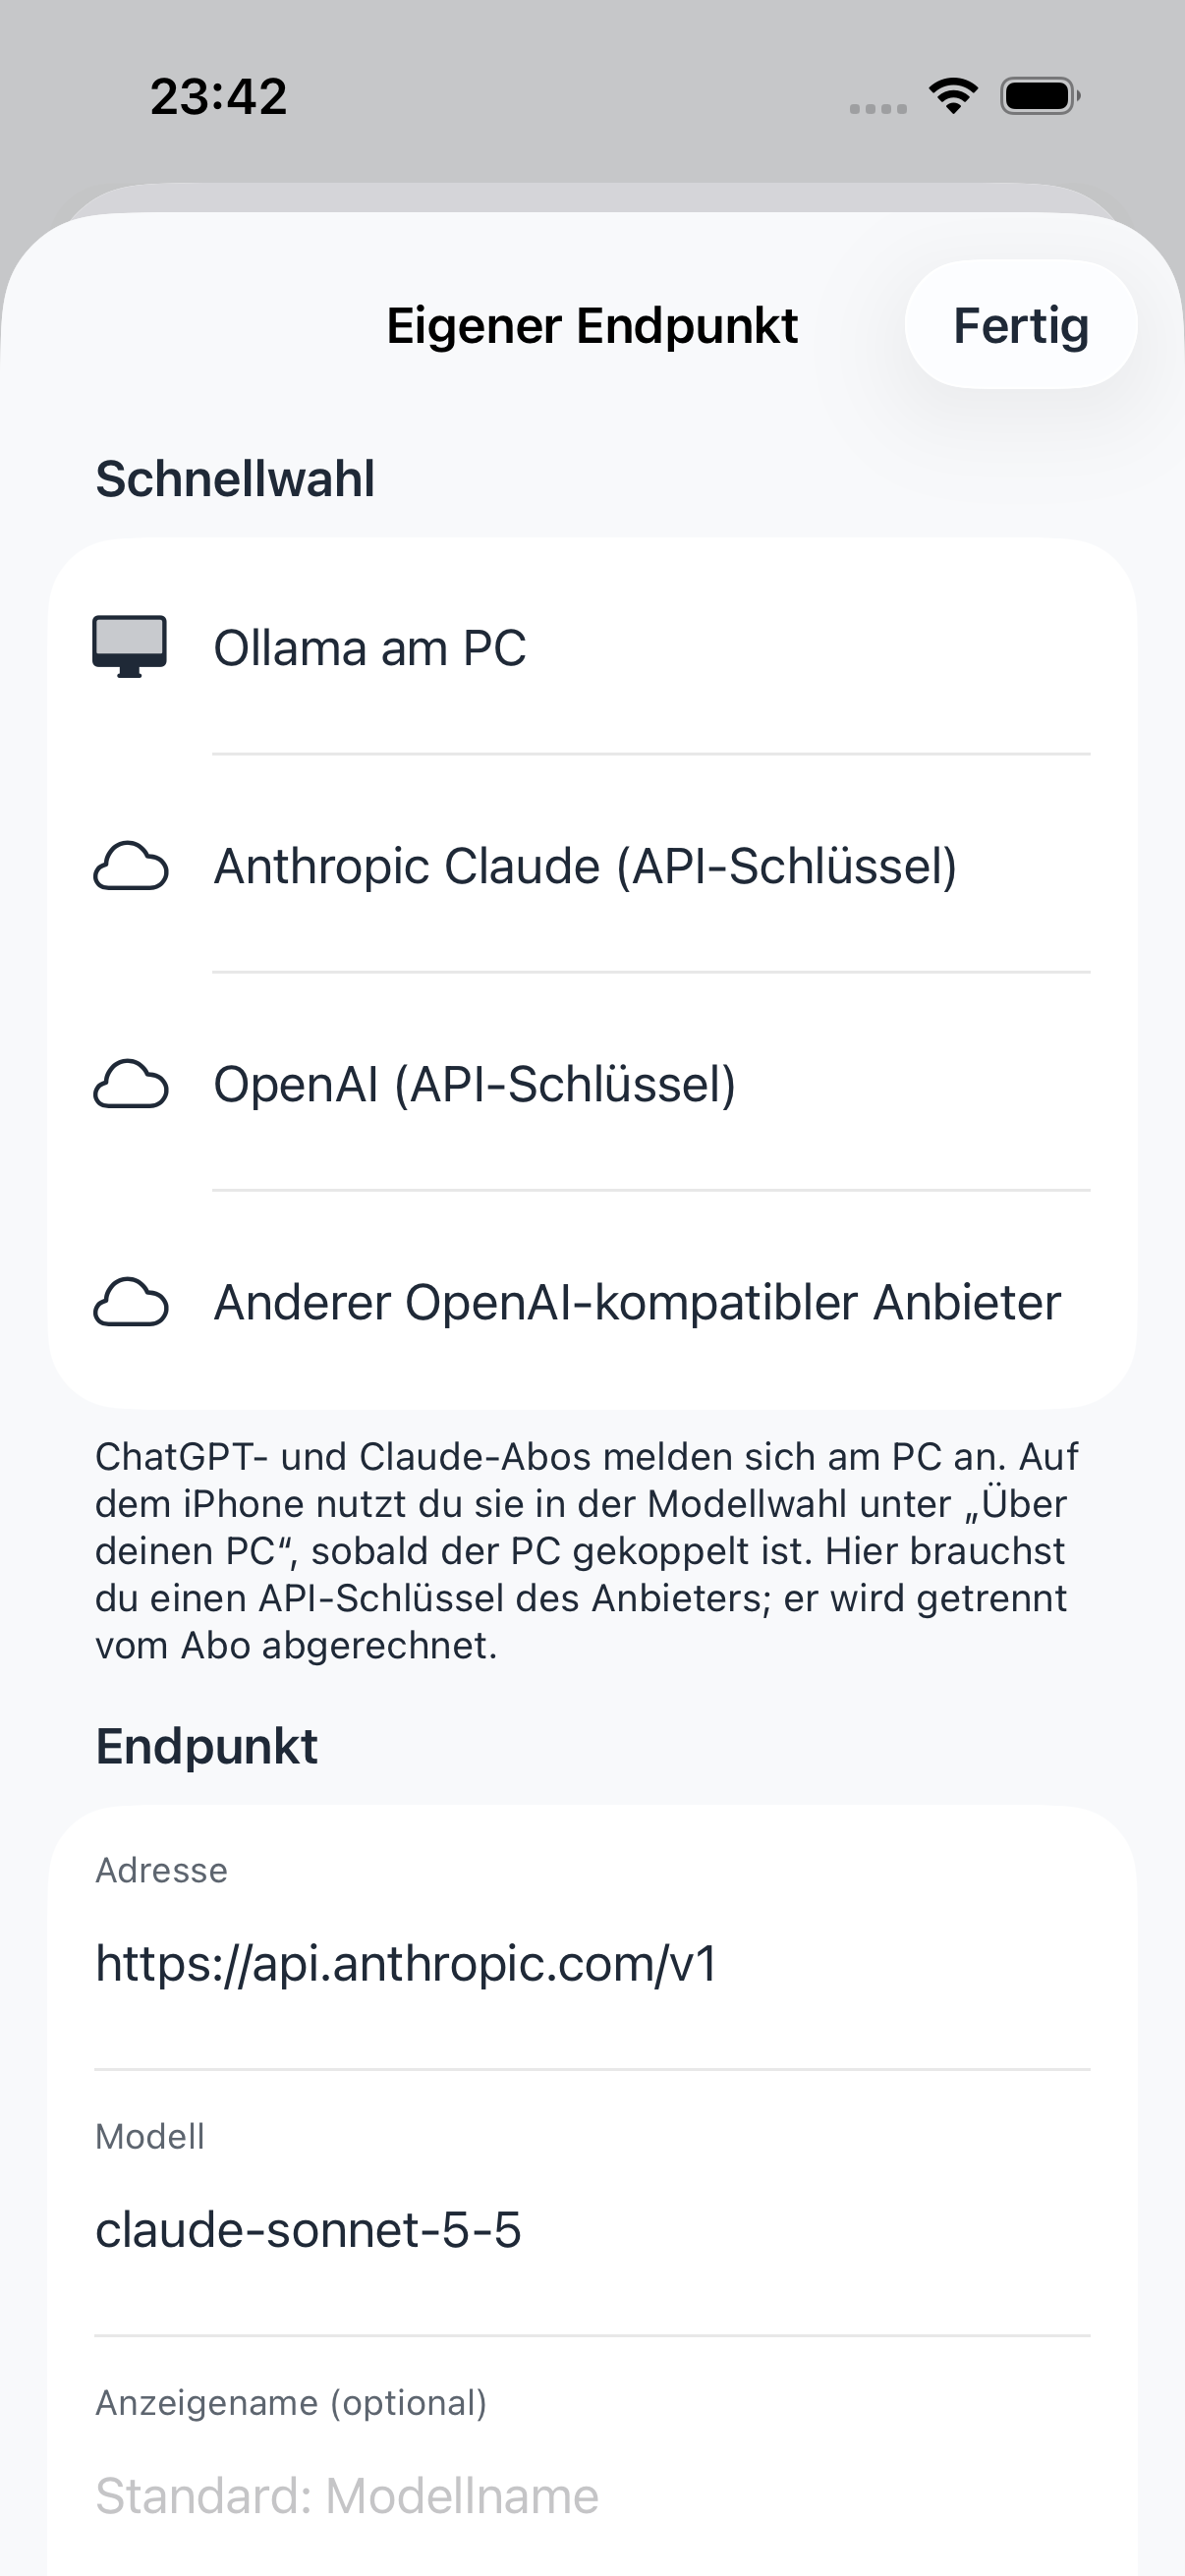 23:42
Eigener Endpunkt
Fertig
Schnellwahl
Ollama am PC
Anthropic Claude (API-Schlüssel)
OpenAI (API-Schlüssel)
Anderer OpenAI-kompatibler Anbieter
ChatGPT- und Claude-Abos melden sich am PC an. Auf
dem iPhone nutzt du sie in der Modellwahl unter „Über
deinen PC“, sobald der PC gekoppelt ist. Hier brauchst
du einen API-Schlüssel des Anbieters; er wird getrennt
vom Abo abgerechnet.
Endpunkt
Adresse
https://api.anthropic.com/v1
Modell
claude-sonnet-5-5
Anzeigename (optional)
Standard: Modellname